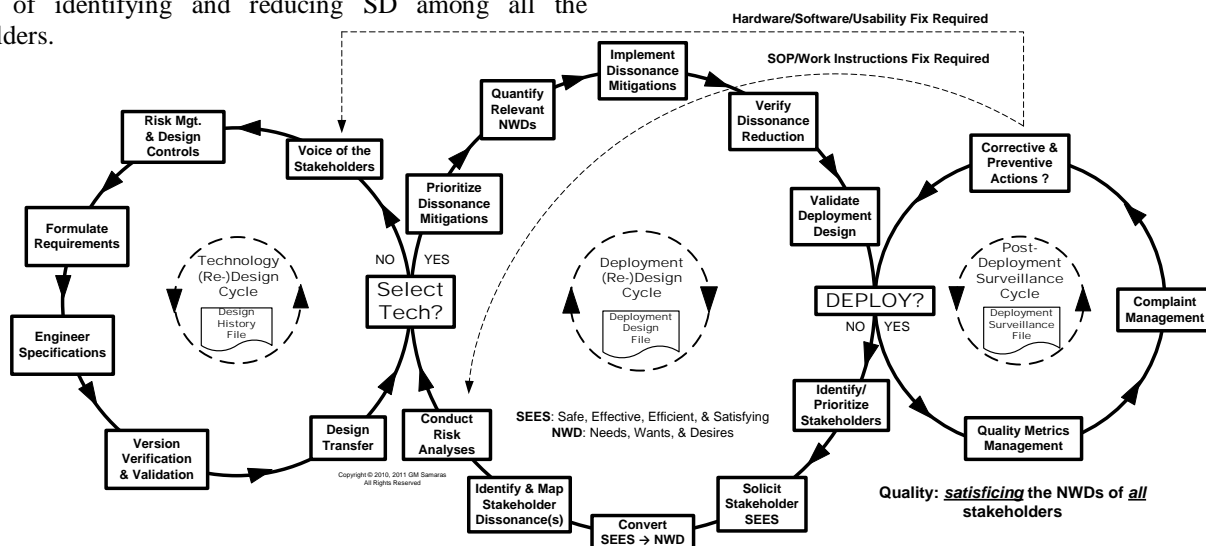 of identifying and reducing SD among all the
lders.
Hardware/Software/Usability Fix Required
SOP/Work Instructions Fix Required
Implement
Dissonance
Mitigations
Quantify
Relevant
NWDs
Verify
Dissonance
Reduction
Risk Mgt.
& Design
Controls
Voice of the
Stakeholders
Corrective &
Preventive
Actions ?
Prioritize
Dissonance
Mitigations
Validate
Deployment
Design
Formulate
Requirements
Technology
(Re-)Design
Cycle
Design
History
File
NO YES
Select
Tech?
Deployment
(Re-)Design
Cycle
Deployment
Design
File
DEPLOY?
NO YES
Post-
Deployment
Surveillance
Cycle
Deployment
Surveillance
File
Complaint
Management
Engineer
Specifications
Identify/
Prioritize
Stakeholders
Design
Transfer
Conduct
Risk
Analyses
SEES: Safe, Effective, Efficient, & Satisfying
NWD: Needs, Wants, & Desires
Quality Metrics
Management
Version
Verification
& Validation
Copyright © 2010, 2011 GM Samaras
All Rights Reserved
Identify & Map
Stakeholder
Dissonance(s)
Convert
SEES → NWD
Solicit
Stakeholder
SEES
Quality: satisficing the NWDs of all
stakeholders